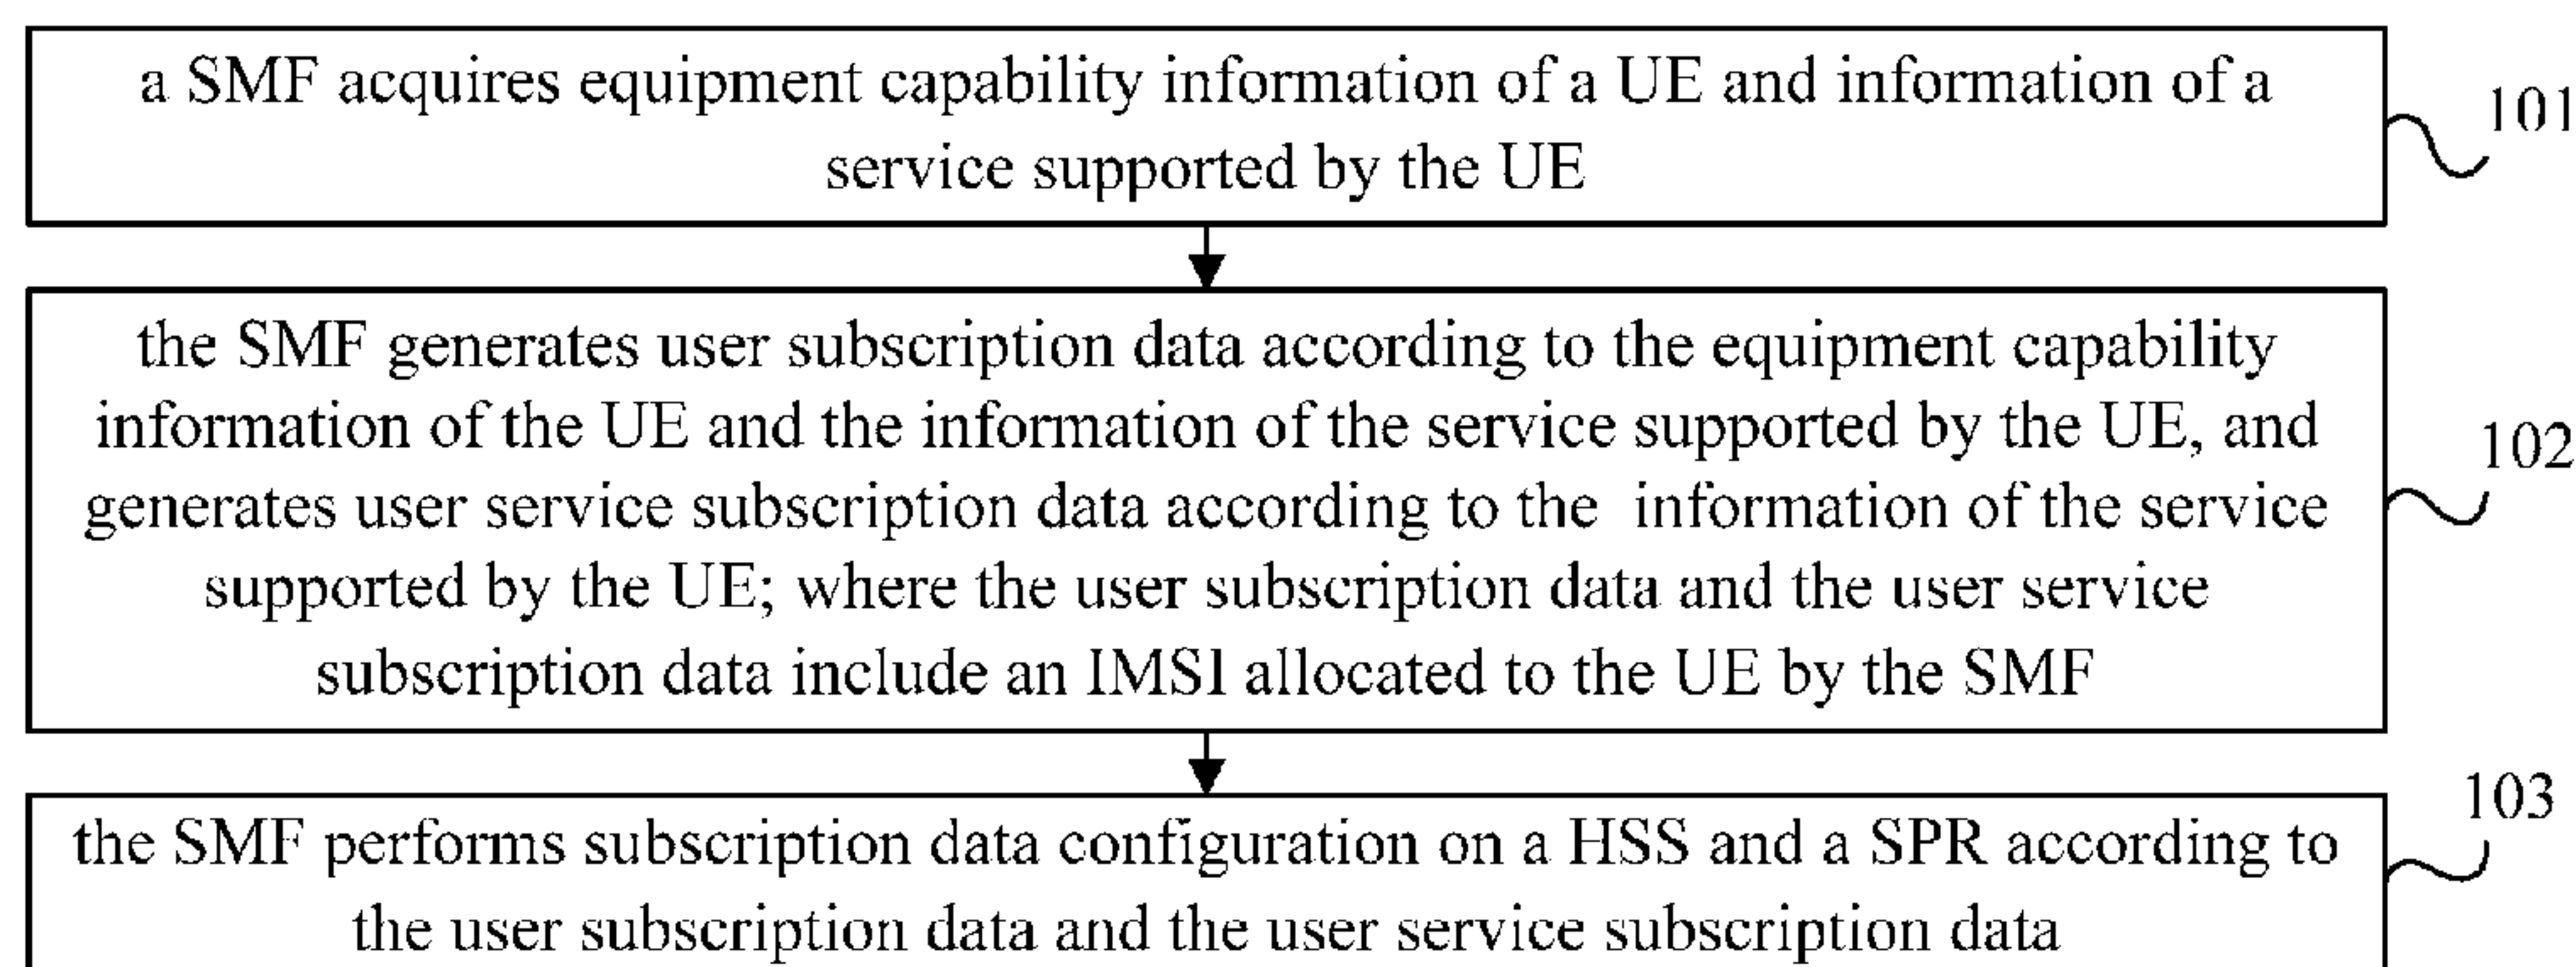 a SMF acquires equipment capability information of a UE and information of a
service supported by the UE
101
the SMF generates user subscription data according to the equipment capability
information of the UE and the information of the service supported by the UE, and
generates user service subscription data according to the information of the service
supported by the UE; where the user subscription data and the user service
subscription data include an IMSI allocated to the UE by the SMF
102
the SMF performs subscription data configuration on a HSS and a SPR according to
the user subscription data and the user service subscription data
103